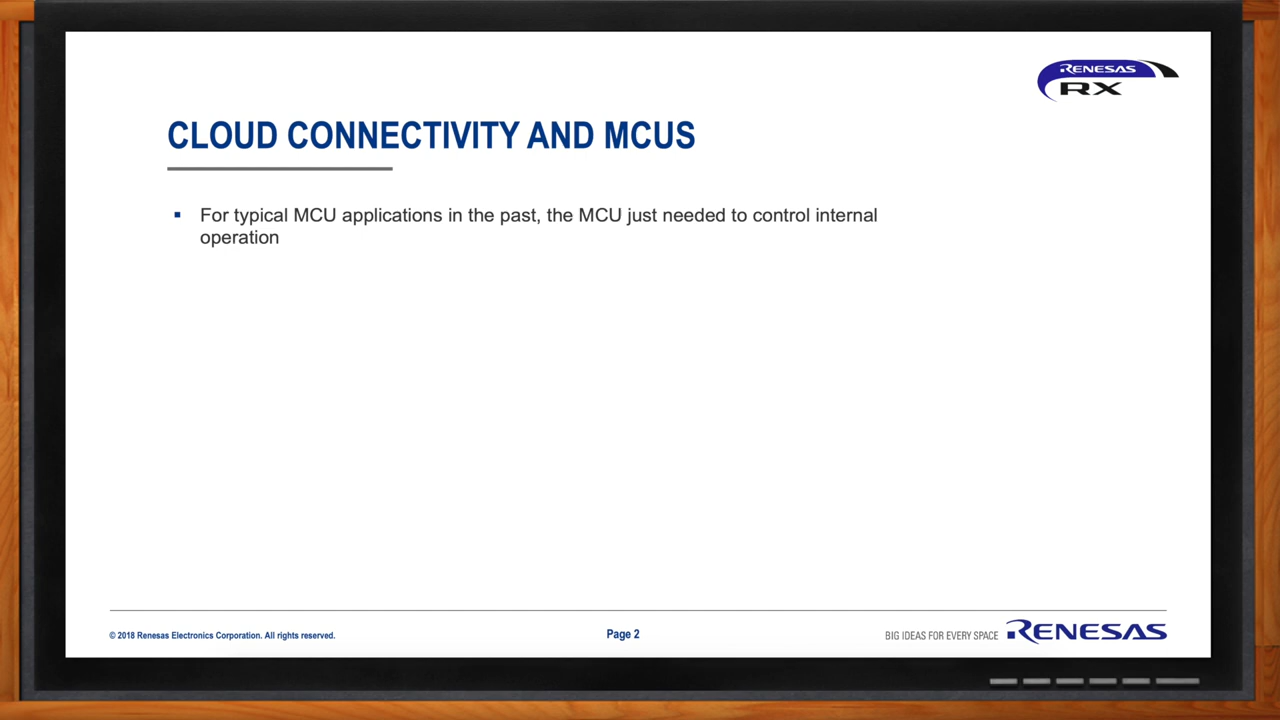 RENESAS
RX
CLOUD CONNECTIVITY AND MCUS
▪ For typical MCU applications in the past, the MCU just needed to control internal
operation
© 2018 Renesas Electronics Corporation. All rights reserved.
Page 2
BIG IDEAS FOR EVERY SPACE RENESAS